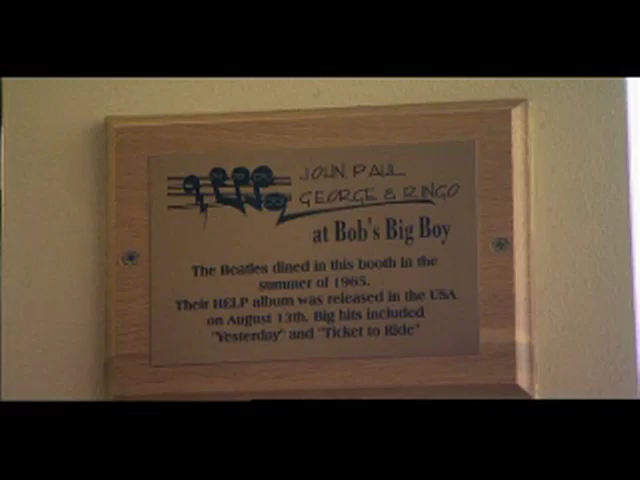 JOHN PAUL
GEORGE & RINGO
at Bob's Big Boy
The Beatles dined in this booth in the
summer of 1965.
Their HELP album was released in the USA
on August 13th. Big hits included
"Yesterday" and "Ticket to Ride"